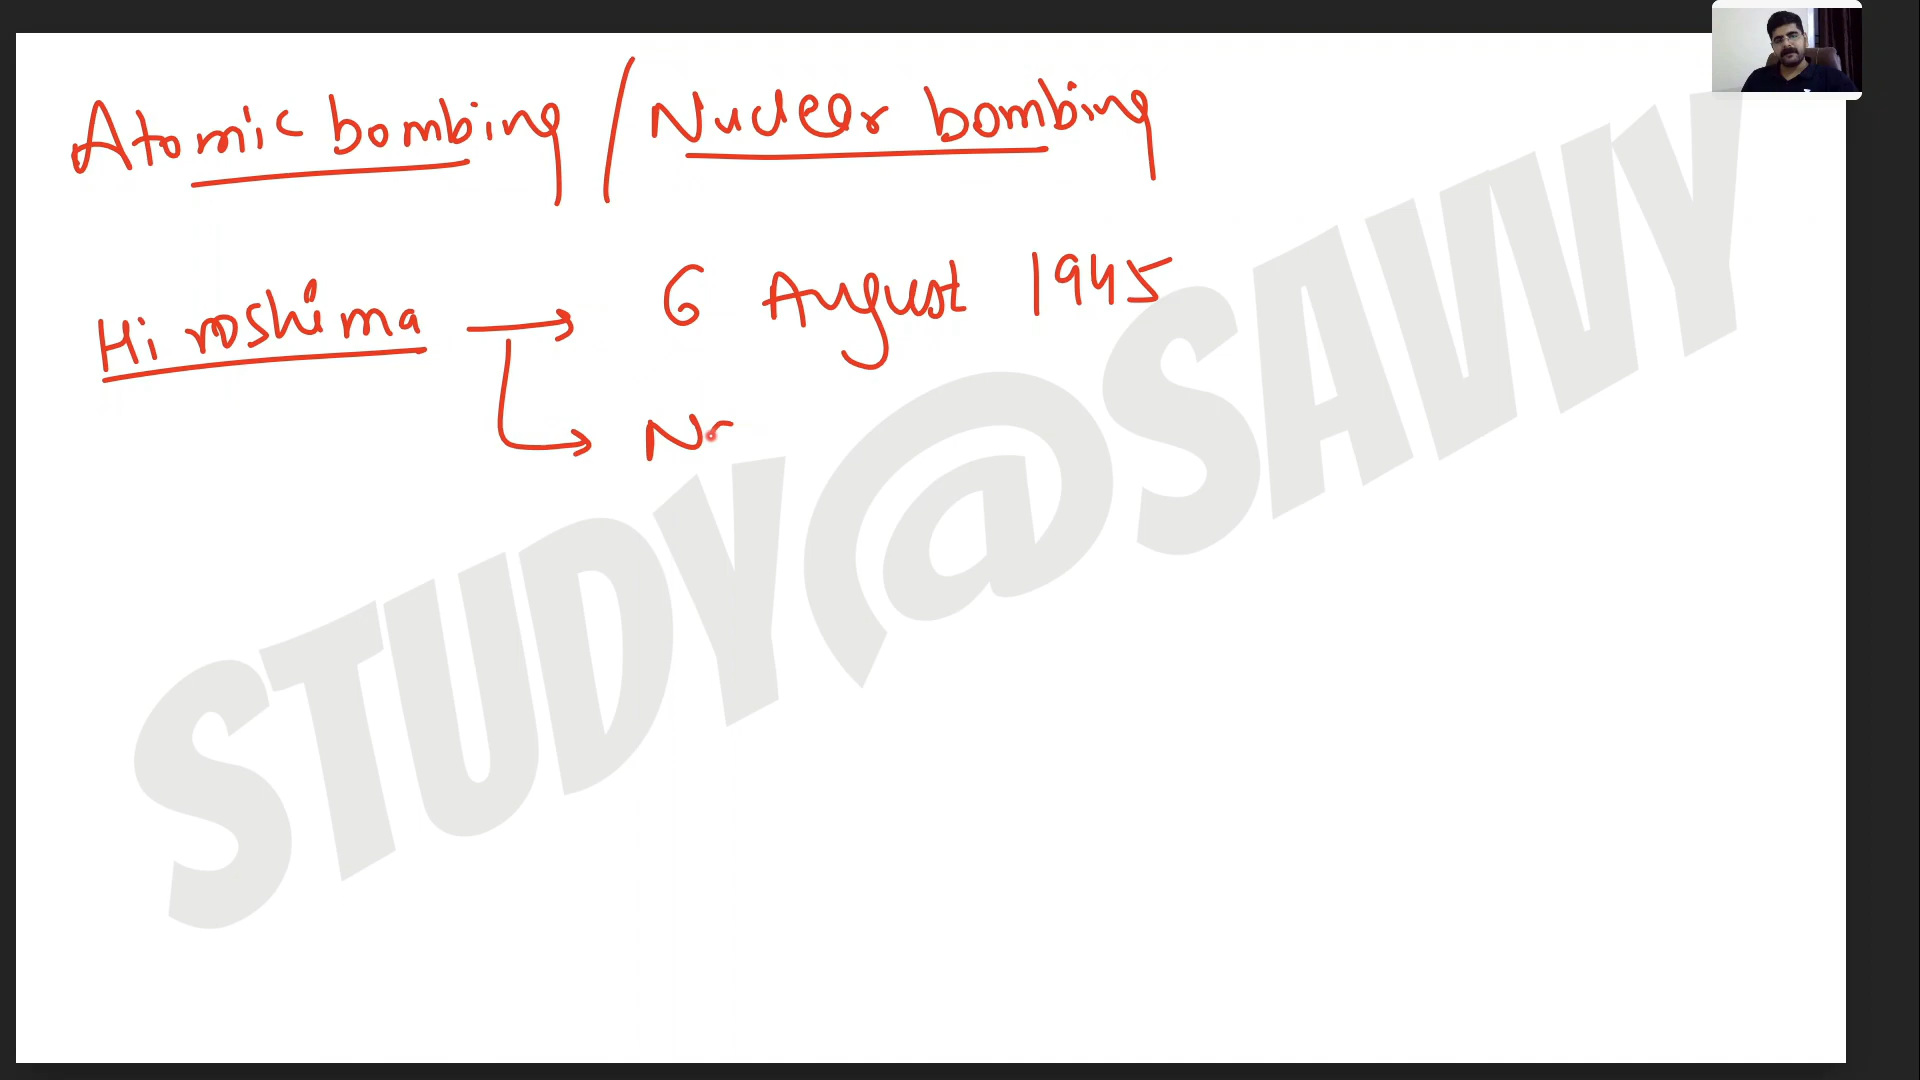 Atomic bombing / Nuclear bombing
Hiroshima → 6 August 1945
→ N
STUDY@SAVVY